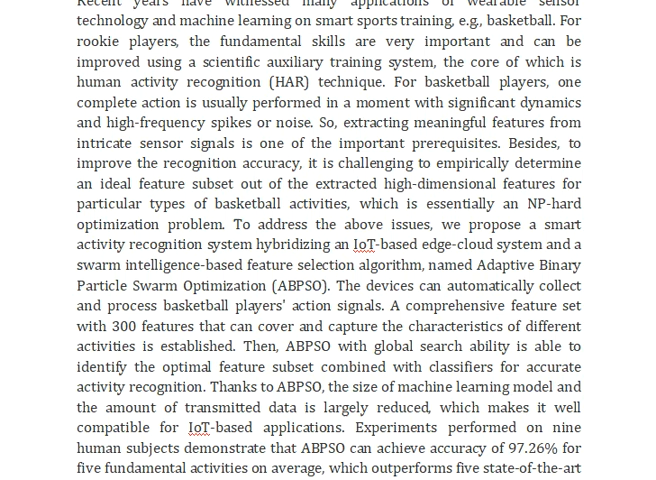 Recent years have witnessed many applications of wearable sensor
technology and machine learning on smart sports training, e.g., basketball. For
rookie players, the fundamental skills are very important and can be
improved using a scientific auxiliary training system, the core of which is
human activity recognition (HAR) technique. For basketball players, one
complete action is usually performed in a moment with significant dynamics
and high-frequency spikes or noise. So, extracting meaningful features from
intricate sensor signals is one of the important prerequisites. Besides, to
improve the recognition accuracy, it is challenging to empirically determine
an ideal feature subset out of the extracted high-dimensional features for
particular types of basketball activities, which is essentially an NP-hard
optimization problem. To address the above issues, we propose a smart
activity recognition system hybridizing an IoT-based edge-cloud system and a
swarm intelligence-based feature selection algorithm, named Adaptive Binary
Particle Swarm Optimization (ABPSO). The devices can automatically collect
and process basketball players' action signals. A comprehensive feature set
with 300 features that can cover and capture the characteristics of different
activities is established. Then, ABPSO with global search ability is able to
identify the optimal feature subset combined with classifiers for accurate
activity recognition. Thanks to ABPSO, the size of machine learning model and
the amount of transmitted data is largely reduced, which makes it well
compatible for IoT-based applications. Experiments performed on nine
human subjects demonstrate that ABPSO can achieve accuracy of 97.26% for
five fundamental activities on average, which outperforms five state-of-the-art